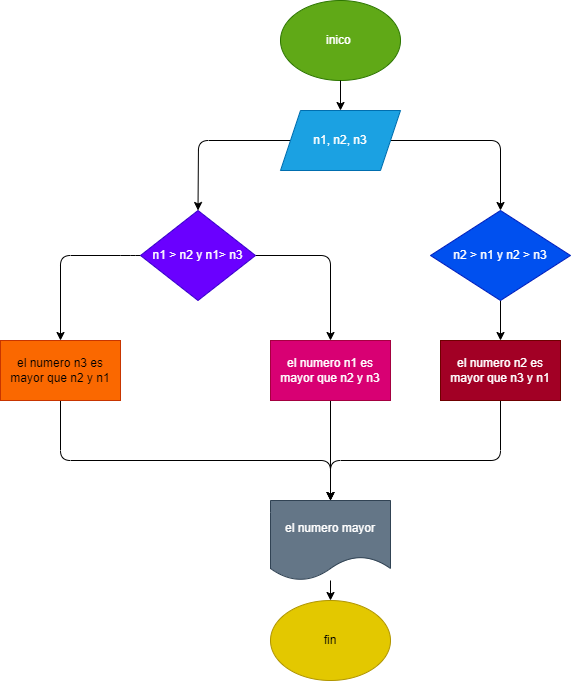 inico
n1, n2, n3
n1 > n2 y n1> n3
n2 > n1 y n2 > n3
el numero n3 es
mayor que n2 y n1
el numero n1 es
mayor que n2 y n3
el numero n2 es
mayor que n3 y n1
el numero mayor
fin